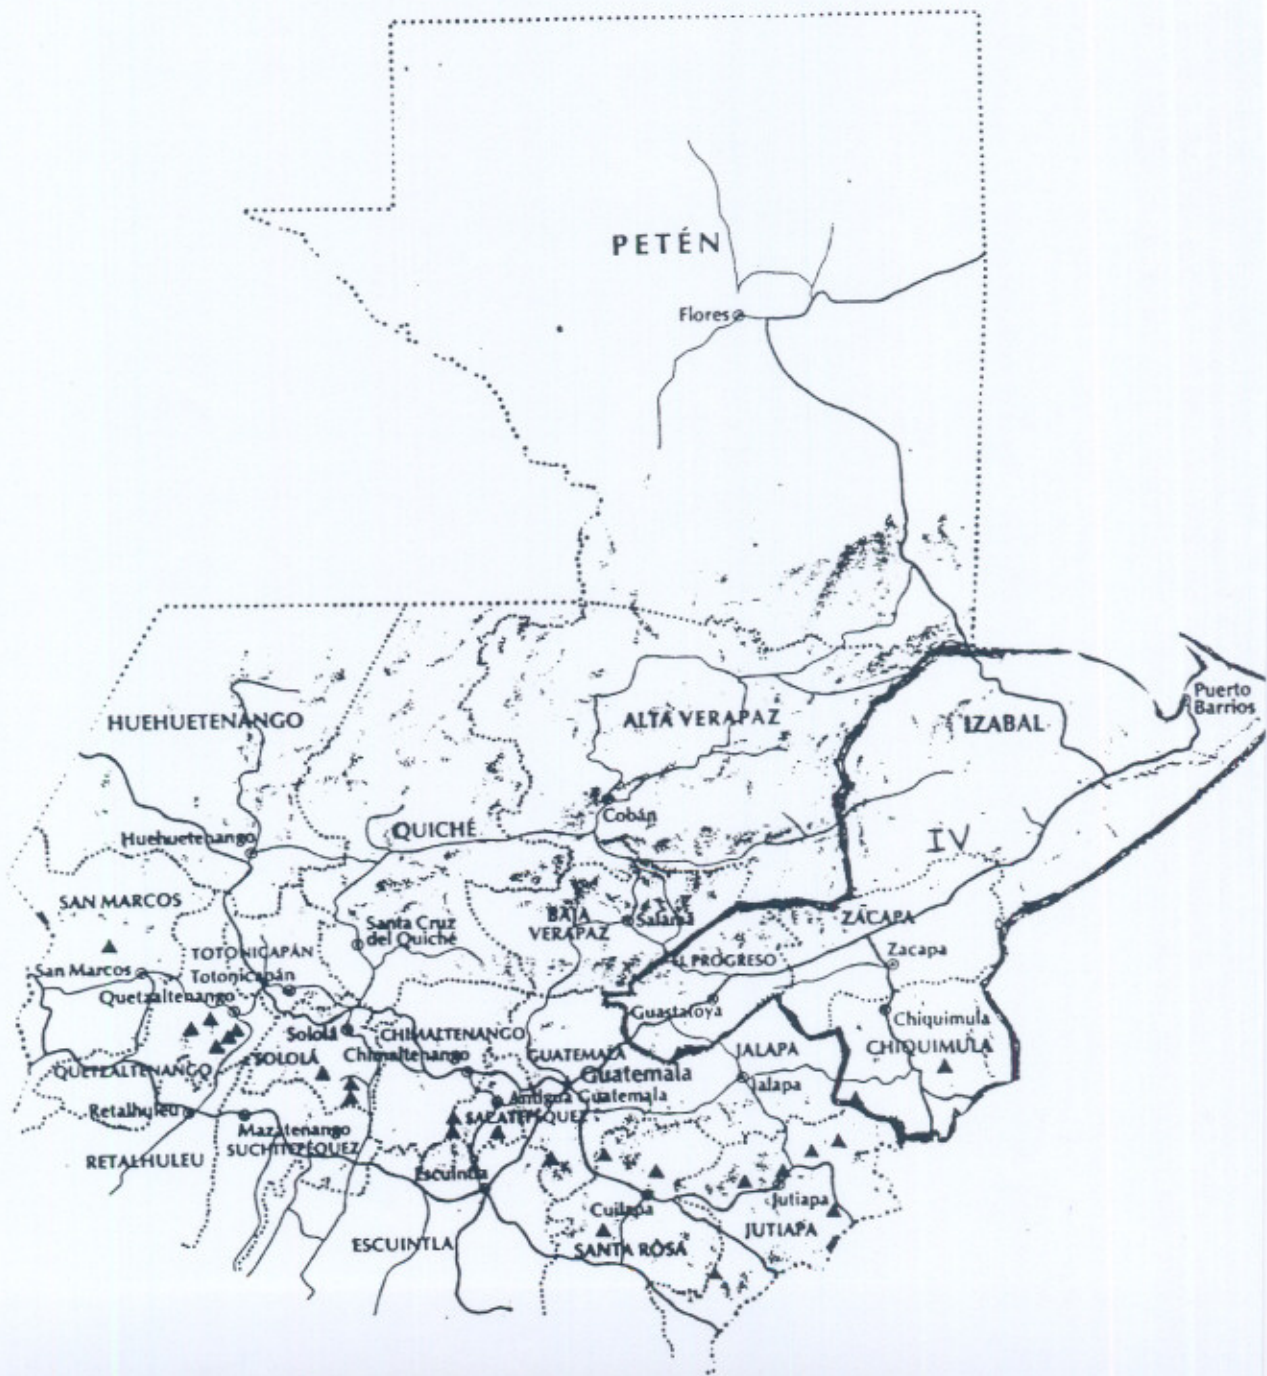 PETÉN
Flores
HUEHUETENANGO
ALTA VERAPAZ
IZABAL
Puerto
Barrios
Cobán
QUICHÉ
Huehuetenango
IV
SAN MARCOS
Santa Cruz
del Quiché
BAJA
VERAPAZ
Salamá
ZACAPA
TOTONICAPÁN
San Marcos
Totonicapán
EL PROGRESO
Zacapa
Quetzaltenango
Guastatoya
Chiquimula
Sololá
CHIMALTENANGO
SOLOLÁ
Chimaltenango
GUATEMALA
JALAPA
CHIQUIMULA
QUETZALTENANGO
Guatemala
Jalapa
Retalhuleu
Antigua Guatemala
SACATEPÉQUEZ
Mazatenango
SUCHITEPÉQUEZ
RETALHULEU
Escuintla
Cuilapa
Jutiapa
JUTIAPA
ESCUINTLA
SANTA ROSA